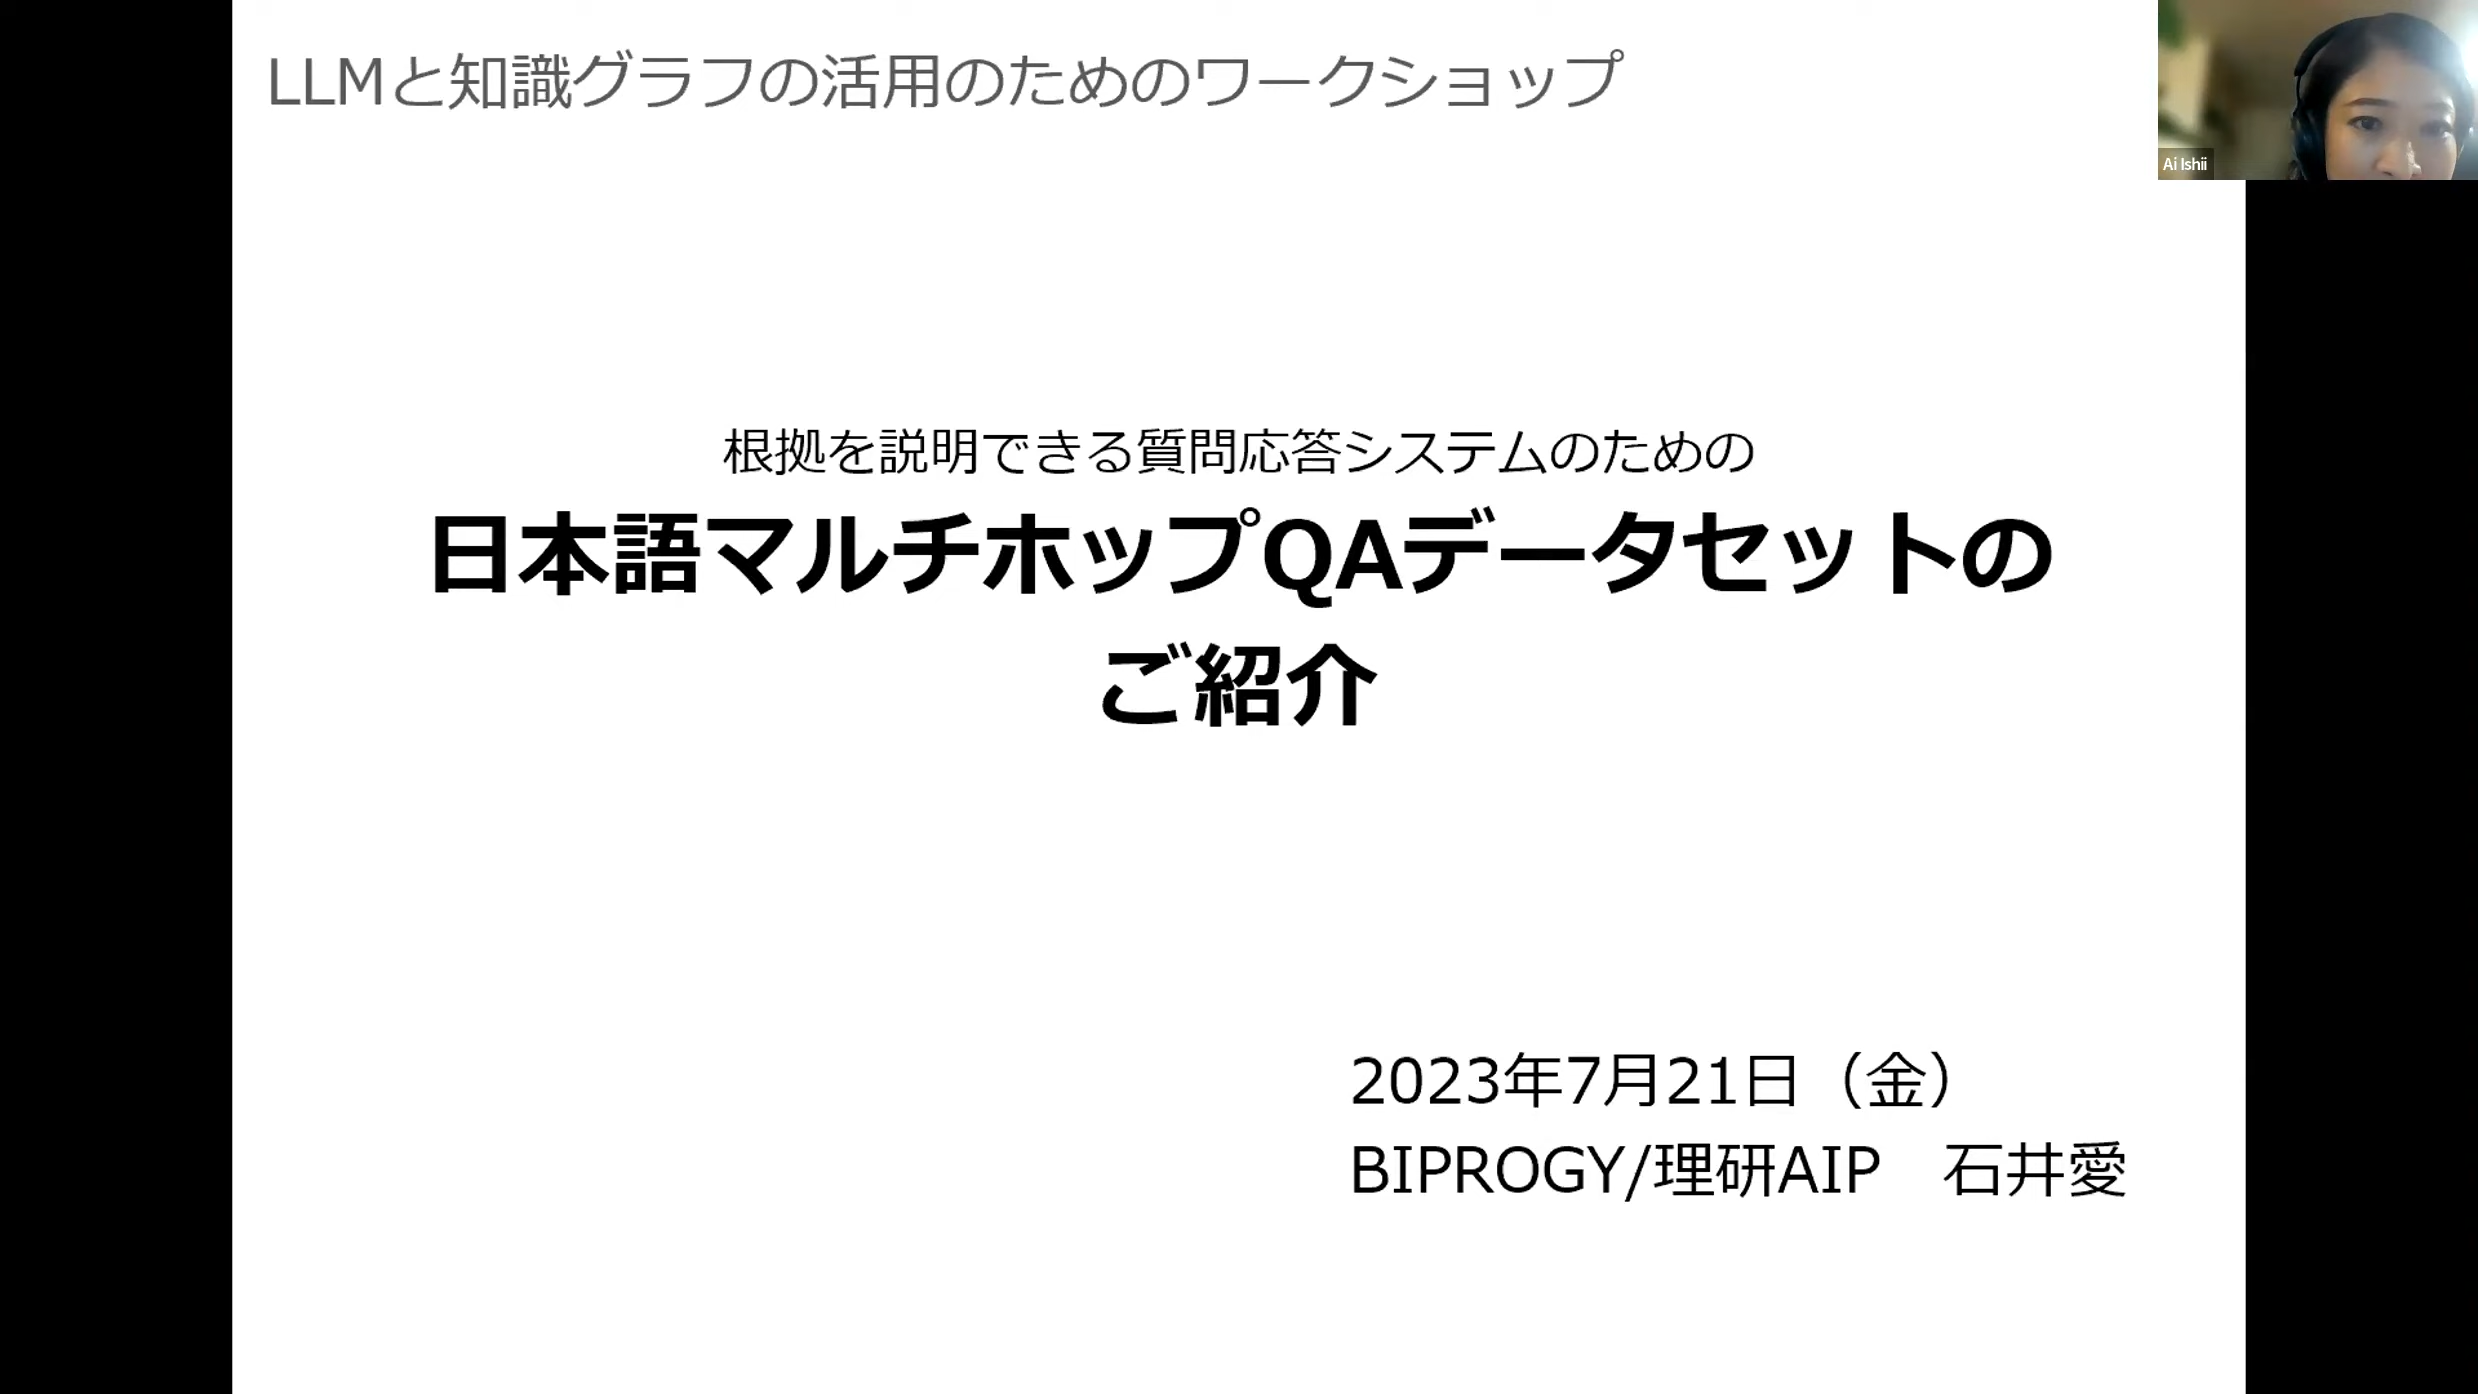 LLMと知識グラフの活用のためのワークショップ
Ai Ishii
根拠を説明できる質問応答システムのための
日本語マルチホップQAデータセットの
ご紹介
2023年7月21日（金）
BIPROGY/理研AIP　石井愛